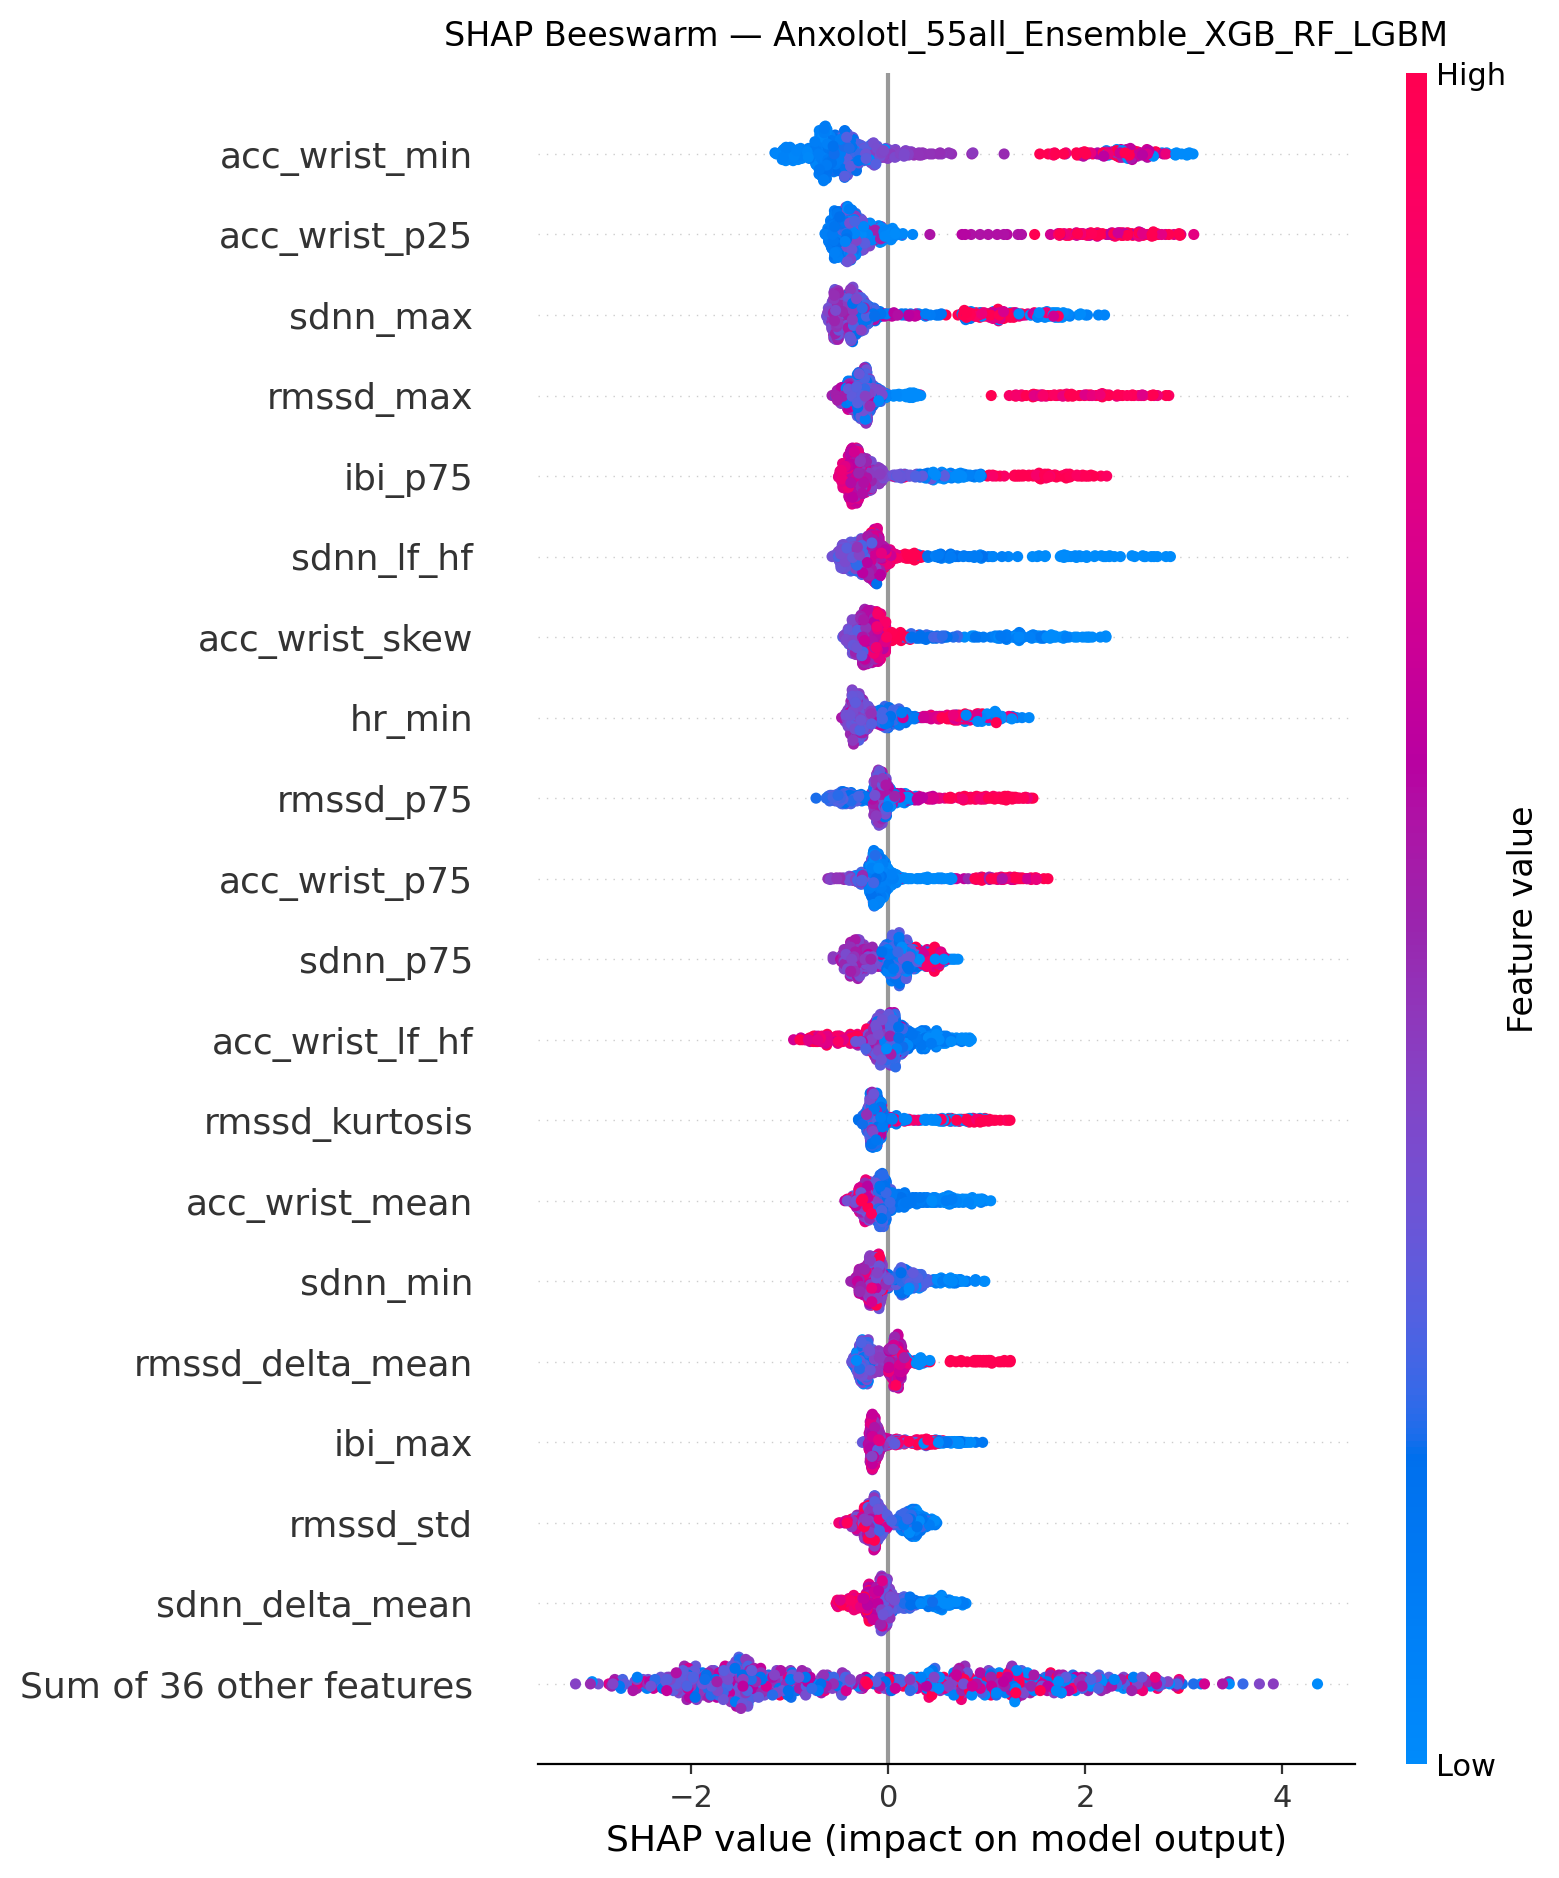 SHAP Beeswarm — Anxolotl_55all_Ensemble_XGB_RF_LGBM
High
acc_wrist_min
acc_wrist_p25
sdnn_max
rmssd_max
ibi_p75
sdnn_lf_hf
acc_wrist_skew
hr_min
rmssd_p75
acc_wrist_p75
sdnn_p75
acc_wrist_lf_hf
rmssd_kurtosis
acc_wrist_mean
sdnn_min
rmssd_delta_mean
ibi_max
rmssd_std
sdnn_delta_mean
Sum of 36 other features
Feature value
Low
−2 0 2 4
SHAP value (impact on model output)